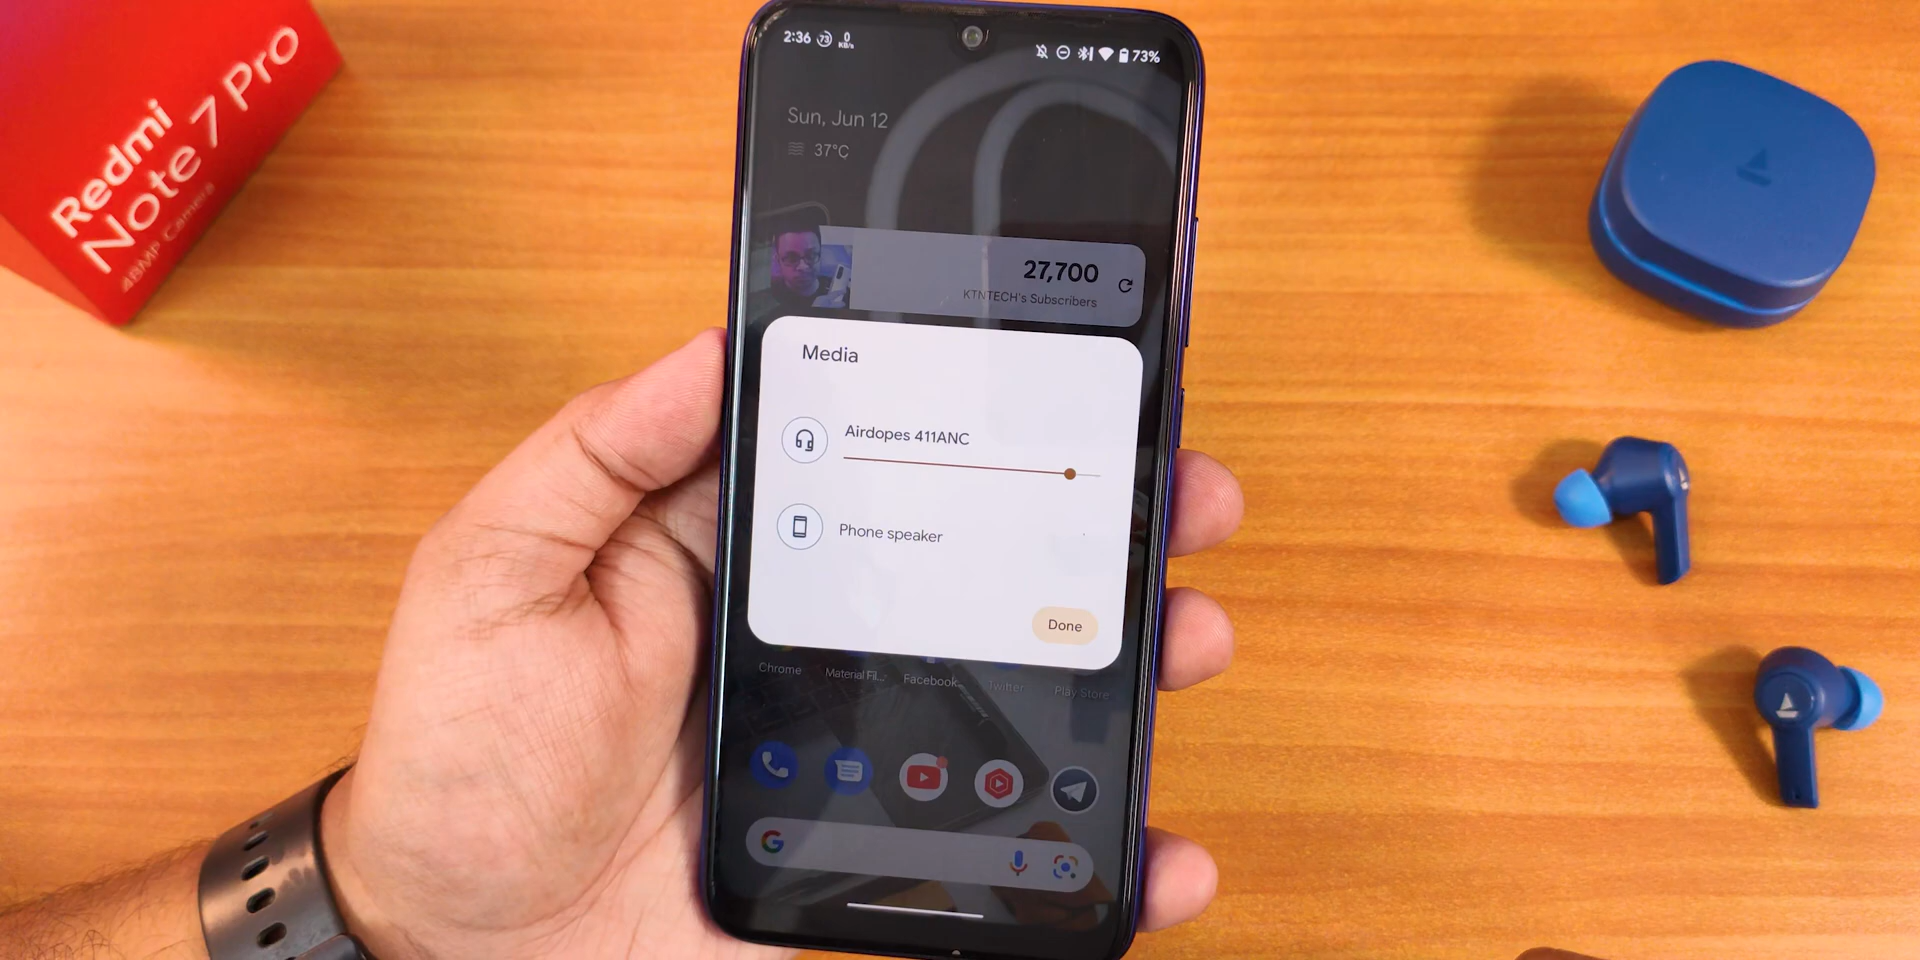 Redmi
Note 7 Pro
48MP Camera
2:36 73 0 KB/s 73%
Sun, Jun 12
37°C
27,700
KTNTECH's Subscribers
Media
Airdopes 411ANC
Phone speaker
Done
Chrome Material Fil... Facebook... Twitter Play Store
G